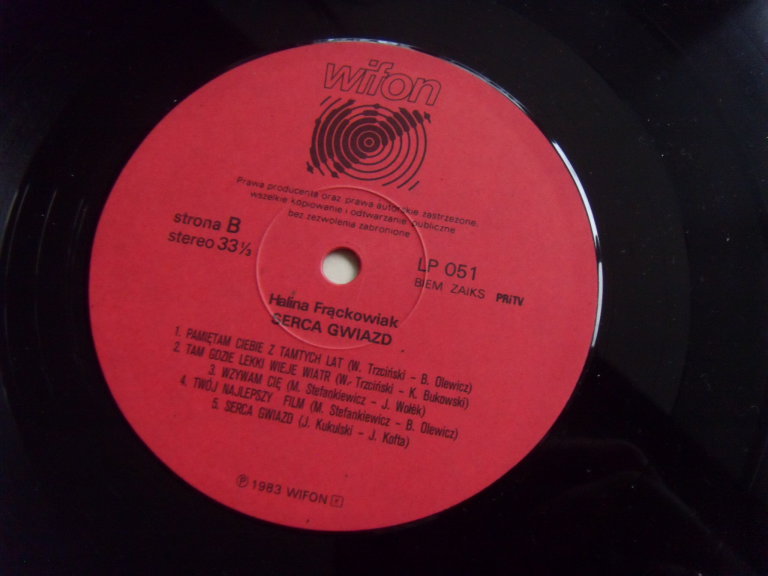 wifon
Prawa producenta oraz prawa autorskie zastrzeżone,
wszelkie kopiowanie i odtwarzanie publiczne
bez zezwolenia zabronione
strona B
stereo 33 ⅓
LP 051
BIEM ZAIKS PRiTV
Halina Frąckowiak
SERCA GWIAZD
1. PAMIĘTAM CIEBIE Z TAMTYCH LAT (W. Trzciński – B. Olewicz)
2. TAM GDZIE LEKKI WIEJE WIATR (W. Trzciński – K. Bukowski)
3. WZYWAM CIĘ (M. Stefankiewicz – J. Wołek)
4. TWÓJ NAJLEPSZY FILM (M. Stefankiewicz – B. Olewicz)
5. SERCA GWIAZD (J. Kukulski – J. Kofta)
Ⓟ 1983 WIFON